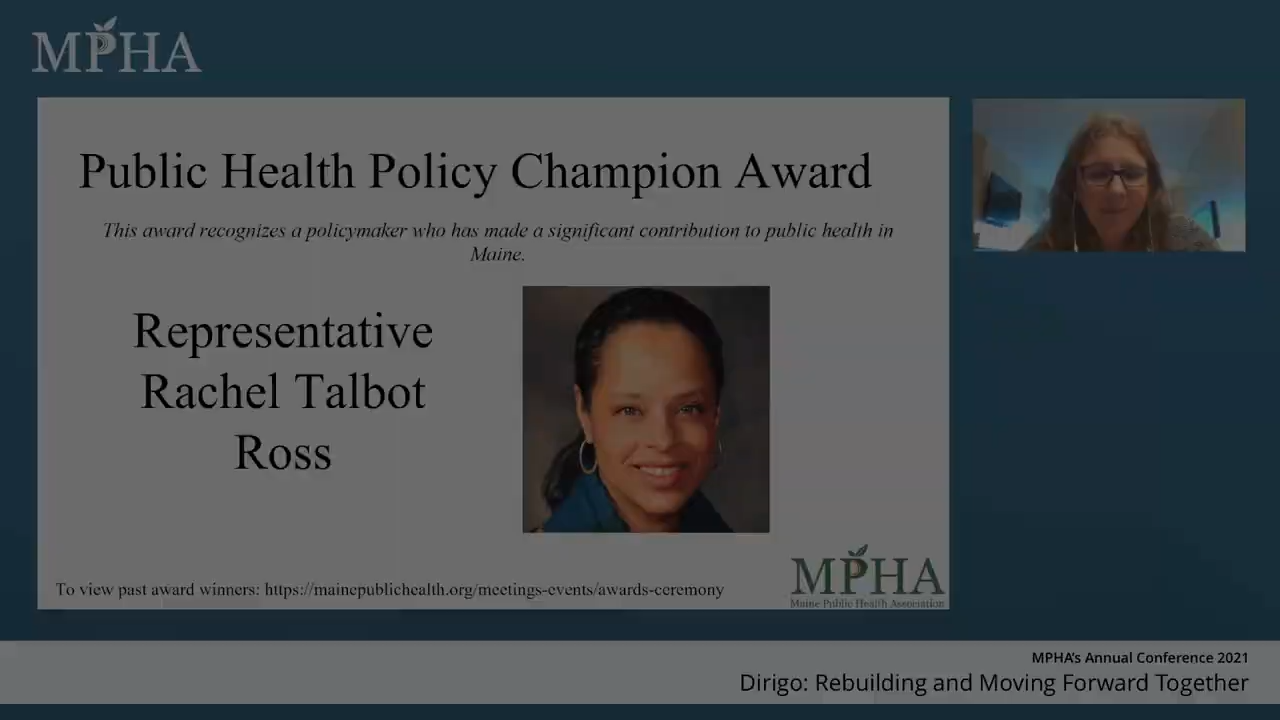 MPHA
Public Health Policy Champion Award
This award recognizes a policymaker who has made a significant contribution to public health in
Maine.
Representative
Rachel Talbot
Ross
To view past award winners: https://mainepublichealth.org/meetings-events/awards-ceremony
MPHA
Maine Public Health Association
MPHA's Annual Conference 2021
Dirigo: Rebuilding and Moving Forward Together